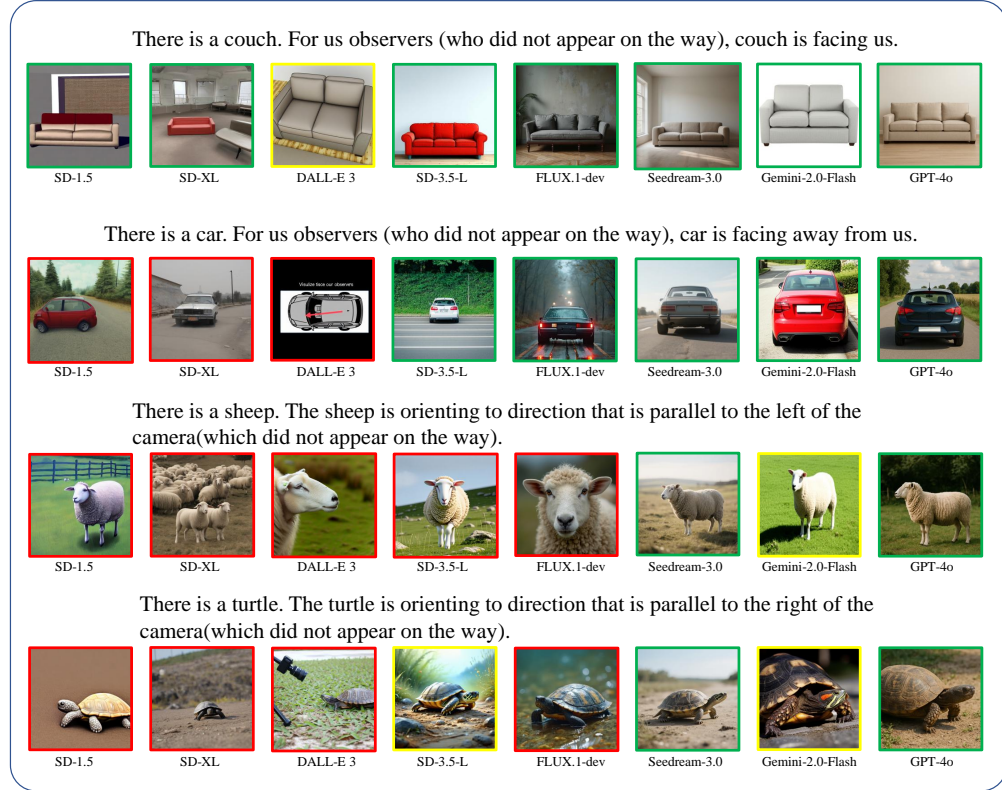 There is a couch. For us observers (who did not appear on the way), couch is facing us.
SD-1.5 SD-XL DALL-E 3 SD-3.5-L FLUX.1-dev Seedream-3.0 Gemini-2.0-Flash GPT-4o
There is a car. For us observers (who did not appear on the way), car is facing away from us.
Visulize face our observers
SD-1.5 SD-XL DALL-E 3 SD-3.5-L FLUX.1-dev Seedream-3.0 Gemini-2.0-Flash GPT-4o
There is a sheep. The sheep is orienting to direction that is parallel to the left of the
camera(which did not appear on the way).
SD-1.5 SD-XL DALL-E 3 SD-3.5-L FLUX.1-dev Seedream-3.0 Gemini-2.0-Flash GPT-4o
There is a turtle. The turtle is orienting to direction that is parallel to the right of the
camera(which did not appear on the way).
SD-1.5 SD-XL DALL-E 3 SD-3.5-L FLUX.1-dev Seedream-3.0 Gemini-2.0-Flash GPT-4o